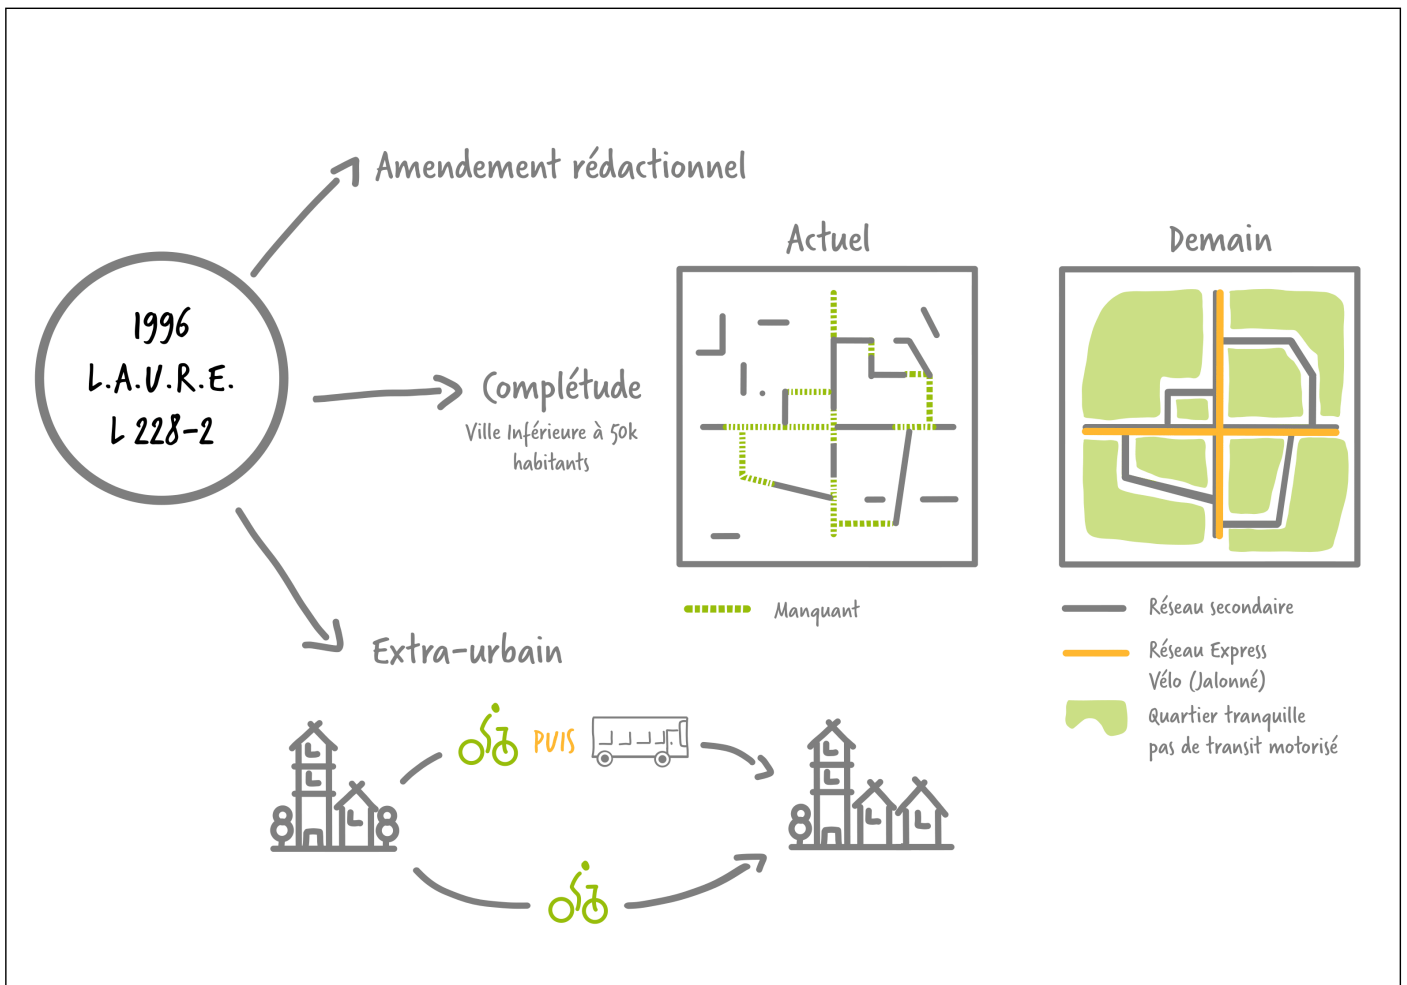 Amendement rédactionnel
1996
L.A.U.R.E.
L 228-2
Complétude
Ville Inférieure à 50k
habitants
Actuel
Manquant
Demain
Réseau secondaire
Réseau Express
Vélo (Jalonné)
Quartier tranquille
pas de transit motorisé
Extra-urbain
PUIS